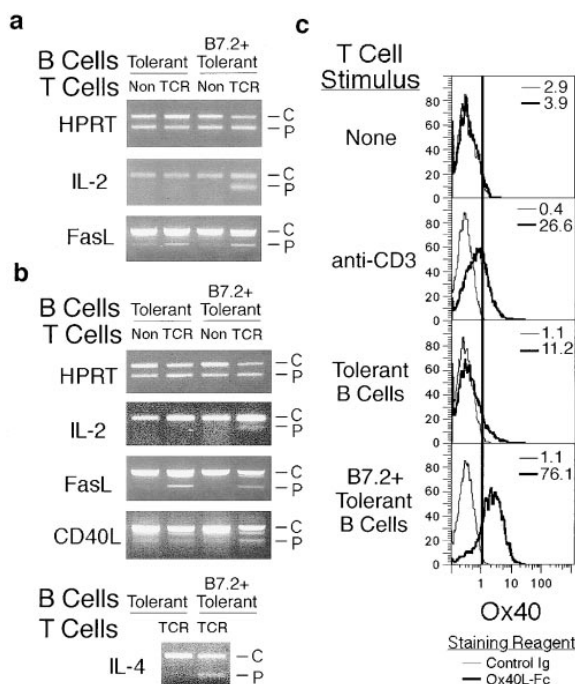 a
B Cells Tolerant B7.2+ Tolerant
T Cells Non TCR Non TCR
HPRT C P
IL-2 C P
FasL C P
b
B Cells Tolerant B7.2+ Tolerant
T Cells Non TCR Non TCR
HPRT C P
IL-2 C P
FasL C P
CD40L C P
B Cells Tolerant B7.2+ Tolerant
T Cells TCR TCR
IL-4 C P
c
T Cell
Stimulus
None
80
60
40
20
0
2.9
3.9
anti-CD3
80
60
40
20
0
0.4
26.6
Tolerant
B Cells
80
60
40
20
0
1.1
11.2
B7.2+
Tolerant
B Cells
80
60
40
20
0
1.1
76.1
1 10 100
Ox40
Staining Reagent
Control Ig
Ox40L-Fc